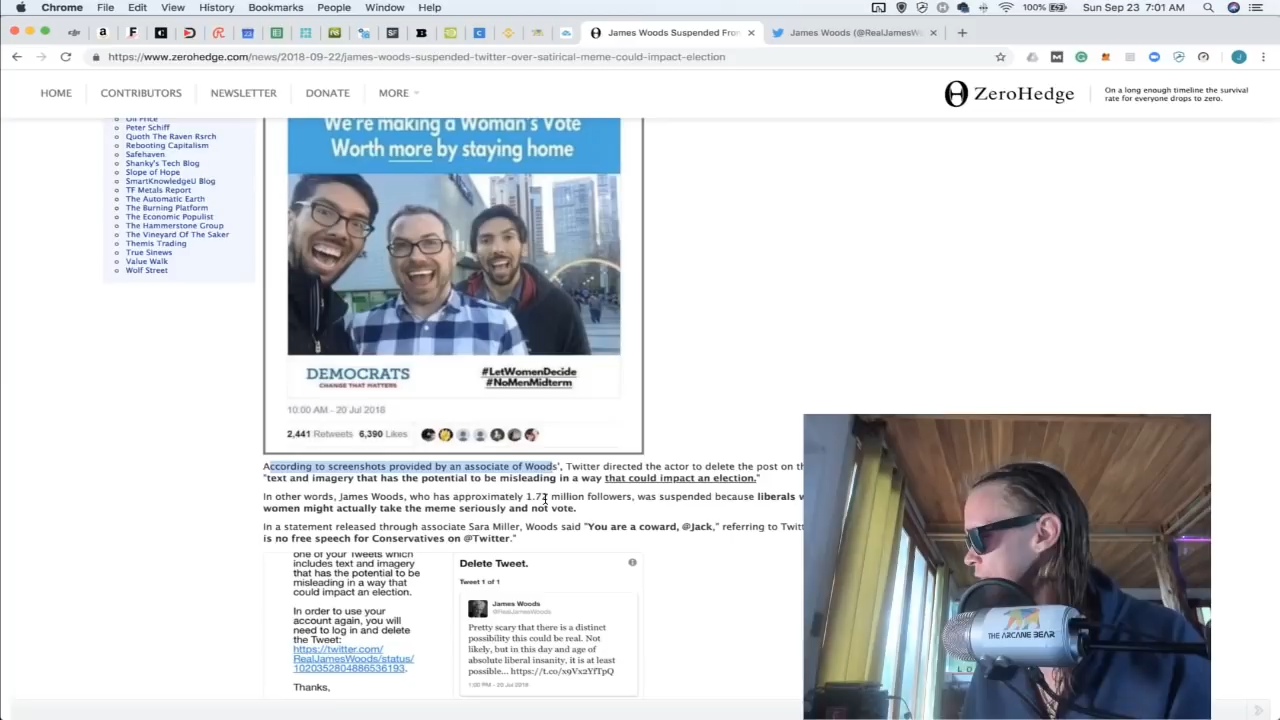 Chrome File Edit View History Bookmarks People Window Help 100% Sun Sep 23 7:01 AM
James Woods Suspended From
James Woods (@RealJamesWo
https://www.zerohedge.com/news/2018-09-22/james-woods-suspended-twitter-over-satirical-meme-could-impact-election
HOME CONTRIBUTORS NEWSLETTER DONATE MORE
ZeroHedge
On a long enough timeline the survival
rate for everyone drops to zero.
Oil Price
Peter Schiff
Quoth The Raven Rsrch
Rebooting Capitalism
Safehaven
Shanky's Tech Blog
Slope of Hope
SmartKnowledgeU Blog
TF Metals Report
The Automatic Earth
The Burning Platform
The Economic Populist
The Hammerstone Group
The Vineyard Of The Saker
Themis Trading
True Sinews
Value Walk
Wolf Street
We're making a Woman's Vote
Worth more by staying home
DEMOCRATS
CHANGE THAT MATTERS
#LetWomenDecide
#NoMenMidterm
10:00 AM - 20 Jul 2018
2,441 Retweets 6,390 Likes
According to screenshots provided by an associate of Woods', Twitter directed the actor to delete the post on th
"text and imagery that has the potential to be misleading in a way that could impact an election."
In other words, James Woods, who has approximately 1.72 million followers, was suspended because liberals w
women might actually take the meme seriously and not vote.
In a statement released through associate Sara Miller, Woods said "You are a coward, @Jack," referring to Twitt
is no free speech for Conservatives on @Twitter."
one of your Tweets which
includes text and imagery
that has the potential to be
misleading in a way that
could impact an election.
In order to use your
account again, you will
need to log in and delete
the Tweet:
https://twitter.com/
RealJamesWoods/status/
1020352804886536193.
Thanks,
Delete Tweet.
Tweet 1 of 1
James Woods
@RealJamesWoods
Pretty scary that there is a distinct
possibility this could be real. Not
likely, but in this day and age of
absolute liberal insanity, it is at least
possible... https://t.co/x9Vx2YfTpQ
1:00 PM - 20 Jul 2018
THE ARCANE BEAR